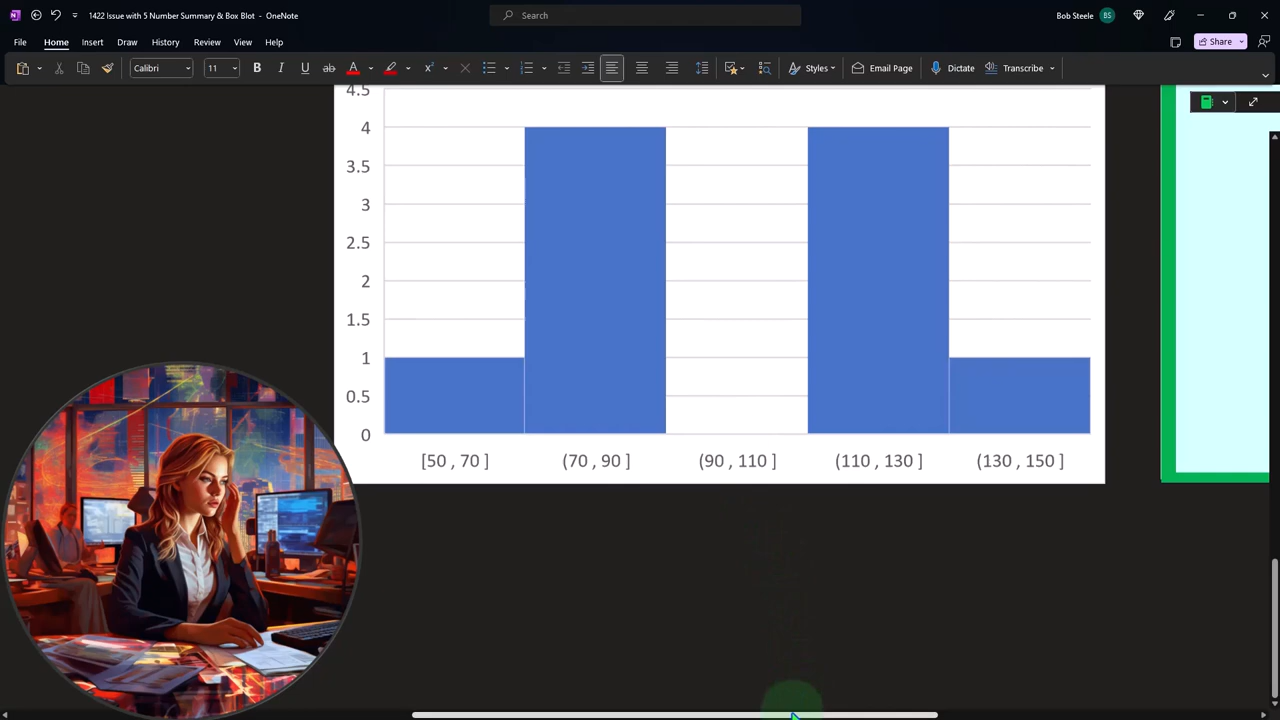 1422 Issue with 5 Number Summary & Box Blot - OneNote
Search
Bob Steele
BS
File
Home
Insert
Draw
History
Review
View
Help
Share
Calibri
11
B
I
U
ab
A
Styles
Email Page
Dictate
Transcribe
4.5
4
3.5
3
2.5
2
1.5
1
0.5
0
[50 , 70 ]
(70 , 90 ]
(90 , 110 ]
(110 , 130 ]
(130 , 150 ]